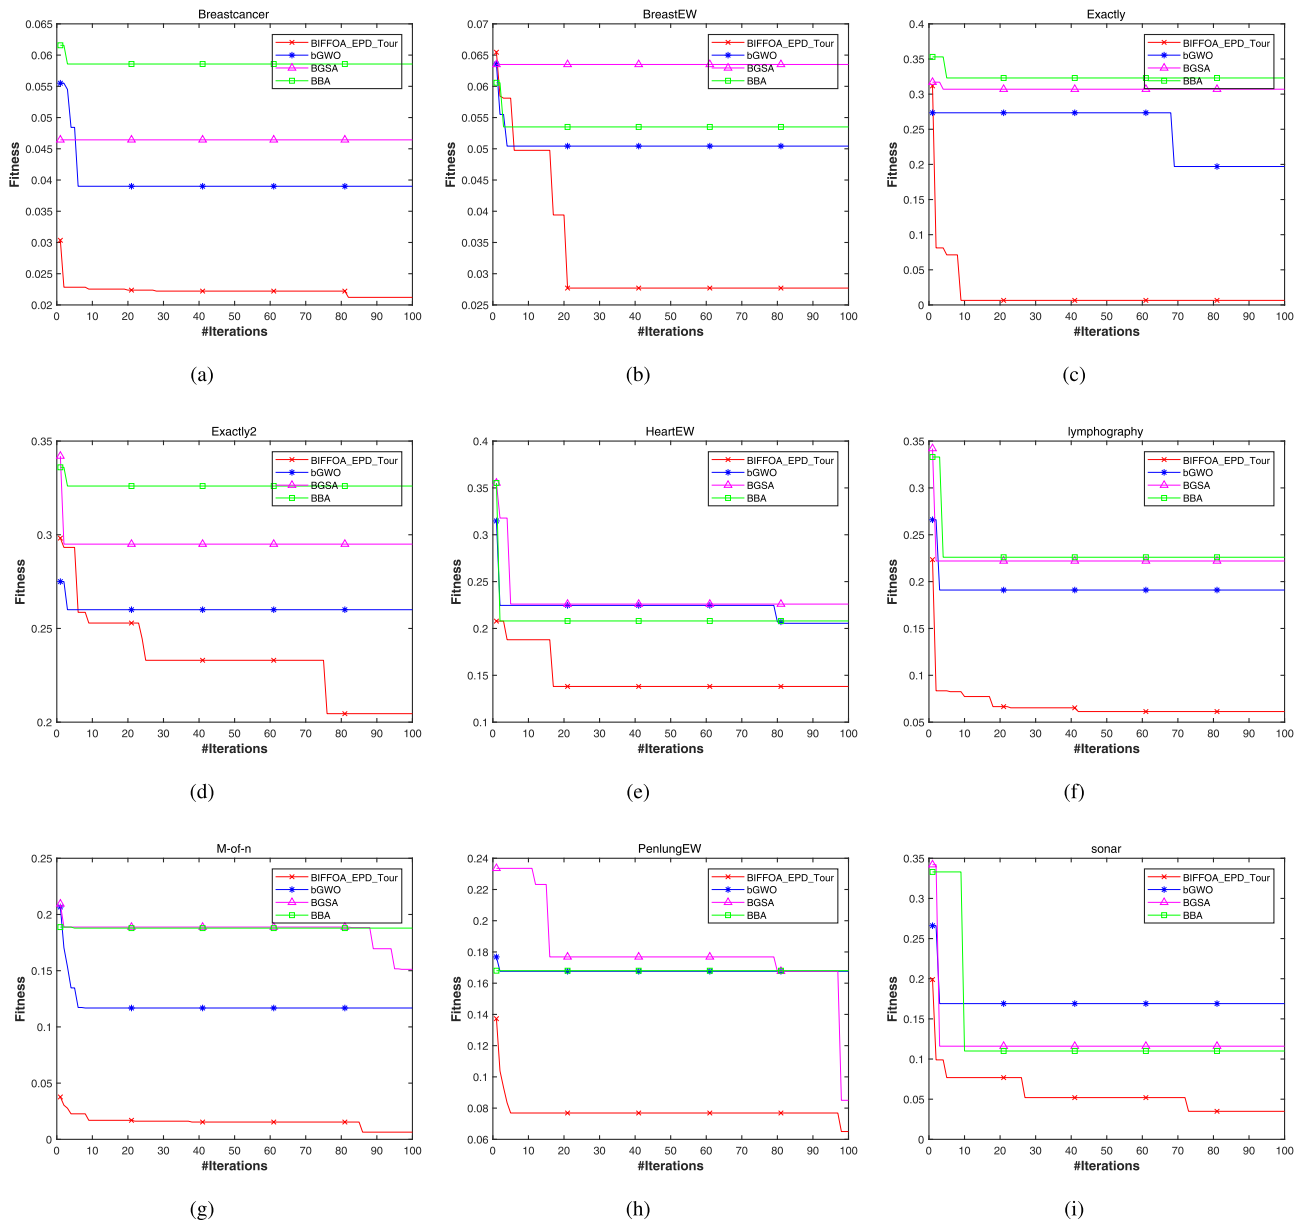 Breastcancer
0.065
0.06
0.055
0.05
0.045
0.04
0.035
0.03
0.025
0.02
Fitness
BIFFOA_EPD_Tour
bGWO
BGSA
BBA
0 10 20 30 40 50 60 70 80 90 100
#Iterations
(a)
BreastEW
0.07
0.065
0.06
0.055
0.05
0.045
0.04
0.035
0.03
0.025
Fitness
BIFFOA_EPD_Tour
bGWO
BGSA
BBA
0 10 20 30 40 50 60 70 80 90 100
#Iterations
(b)
Exactly
0.4
0.35
0.3
0.25
0.2
0.15
0.1
0.05
0
Fitness
BIFFOA_EPD_Tour
bGWO
BGSA
BBA
0 10 20 30 40 50 60 70 80 90 100
#Iterations
(c)
Exactly2
0.35
0.3
0.25
0.2
Fitness
BIFFOA_EPD_Tour
bGWO
BGSA
BBA
0 10 20 30 40 50 60 70 80 90 100
#Iterations
(d)
HeartEW
0.4
0.35
0.3
0.25
0.2
0.15
0.1
Fitness
BIFFOA_EPD_Tour
bGWO
BGSA
BBA
0 10 20 30 40 50 60 70 80 90 100
#Iterations
(e)
lymphography
0.35
0.3
0.25
0.2
0.15
0.1
0.05
Fitness
BIFFOA_EPD_Tour
bGWO
BGSA
BBA
0 10 20 30 40 50 60 70 80 90 100
#Iterations
(f)
M-of-n
0.25
0.2
0.15
0.1
0.05
0
Fitness
BIFFOA_EPD_Tour
bGWO
BGSA
BBA
0 10 20 30 40 50 60 70 80 90 100
#Iterations
(g)
PenlungEW
0.24
0.22
0.2
0.18
0.16
0.14
0.12
0.1
0.08
0.06
Fitness
BIFFOA_EPD_Tour
bGWO
BGSA
BBA
0 10 20 30 40 50 60 70 80 90 100
#Iterations
(h)
sonar
0.35
0.3
0.25
0.2
0.15
0.1
0.05
0
Fitness
BIFFOA_EPD_Tour
bGWO
BGSA
BBA
0 10 20 30 40 50 60 70 80 90 100
#Iterations
(i)